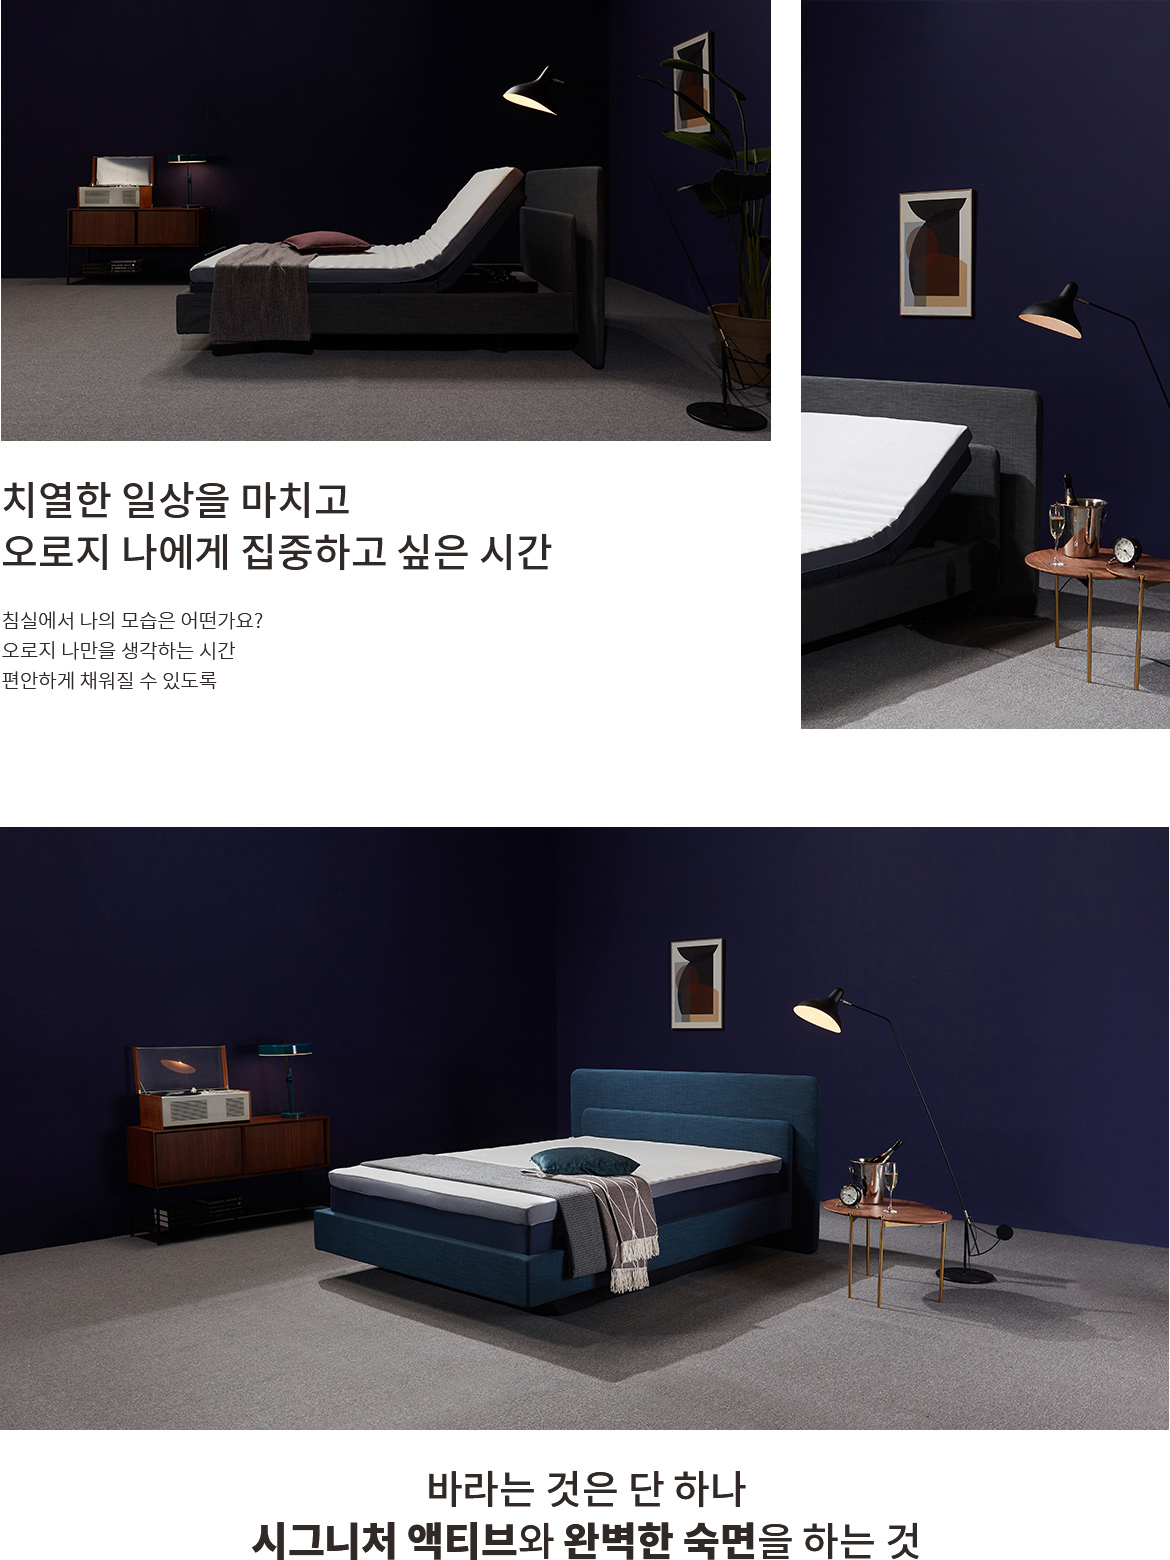 치열한 일상을 마치고
오로지 나에게 집중하고 싶은 시간
침실에서 나의 모습은 어떤가요?
오로지 나만을 생각하는 시간
편안하게 채워질 수 있도록
바라는 것은 단 하나
시그니처 액티브와 완벽한 숙면을 하는 것